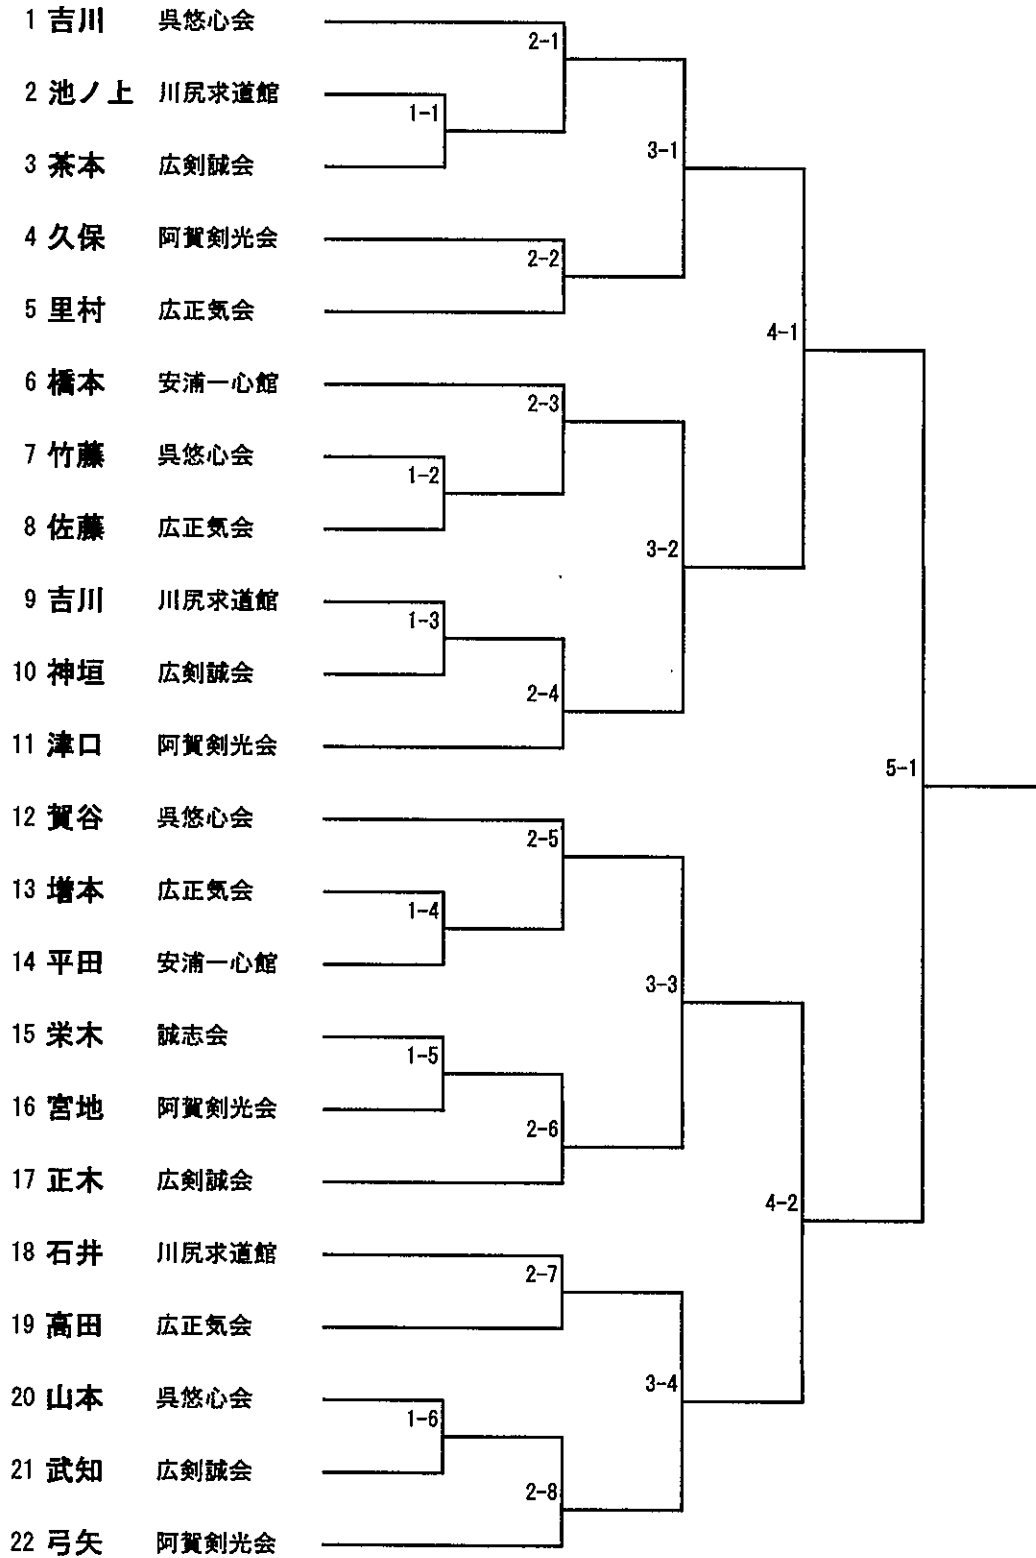 1 吉川 呉悠心会
2-1
2 池ノ上 川尻求道館
1-1
3 茶本 広剣誠会
3-1
4 久保 阿賀剣光会
2-2
5 里村 広正気会
4-1
6 橋本 安浦一心館
2-3
7 竹藤 呉悠心会
1-2
8 佐藤 広正気会
3-2
9 吉川 川尻求道館
1-3
10 神垣 広剣誠会
2-4
11 津口 阿賀剣光会
5-1
12 賀谷 呉悠心会
2-5
13 増本 広正気会
1-4
14 平田 安浦一心館
3-3
15 栄木 誠志会
1-5
16 宮地 阿賀剣光会
2-6
17 正木 広剣誠会
4-2
18 石井 川尻求道館
2-7
19 高田 広正気会
3-4
20 山本 呉悠心会
1-6
21 武知 広剣誠会
2-8
22 弓矢 阿賀剣光会